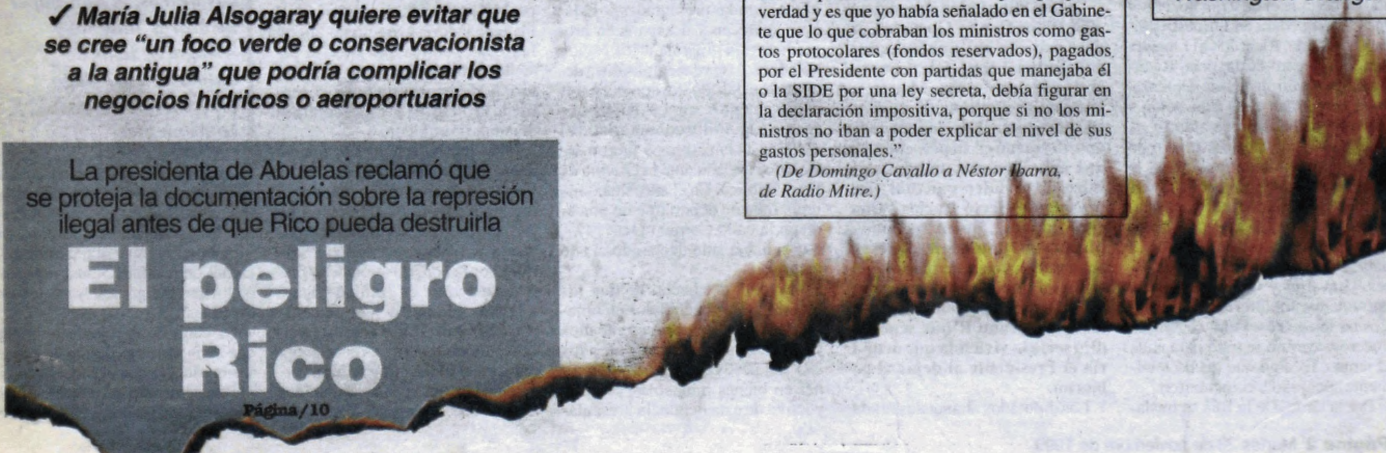 ✓ María Julia Alsogaray quiere evitar que
se cree “un foco verde o conservacionista
a la antigua” que podría complicar los
negocios hídricos o aeroportuarios
La presidenta de Abuelas reclamó que
se proteja la documentación sobre la represión
ilegal antes de que Rico pueda destruirla
El peligro
Rico
Página/10
verdad y es que yo había señalado en el Gabine-
te que lo que cobraban los ministros como gas-
tos protocolares (fondos reservados), pagados
por el Presidente con partidas que manejaba él
o la SIDE por una ley secreta, debía figurar en
la declaración impositiva, porque si no los mi-
nistros no iban a poder explicar el nivel de sus
gastos personales.”
(De Domingo Cavallo a Néstor Ibarra,
de Radio Mitre.)